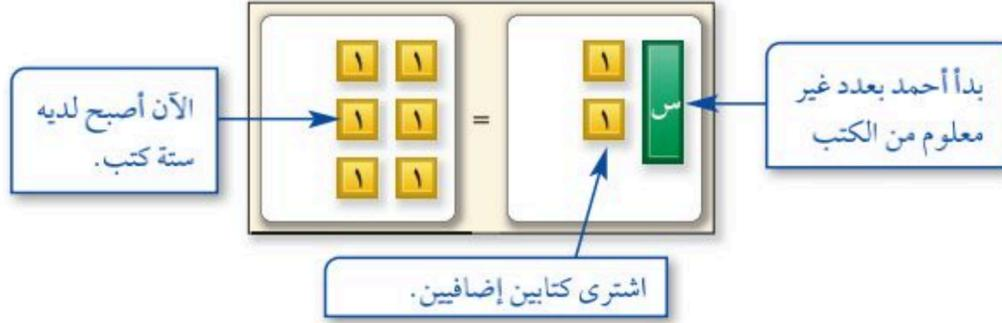 بدأ أحمد بعدد غير
معلوم من الكتب
س
١
١
=
١ ١
١ ١
١ ١
الآن أصبح لديه
ستة كتب.
اشترى كتابين إضافيين.